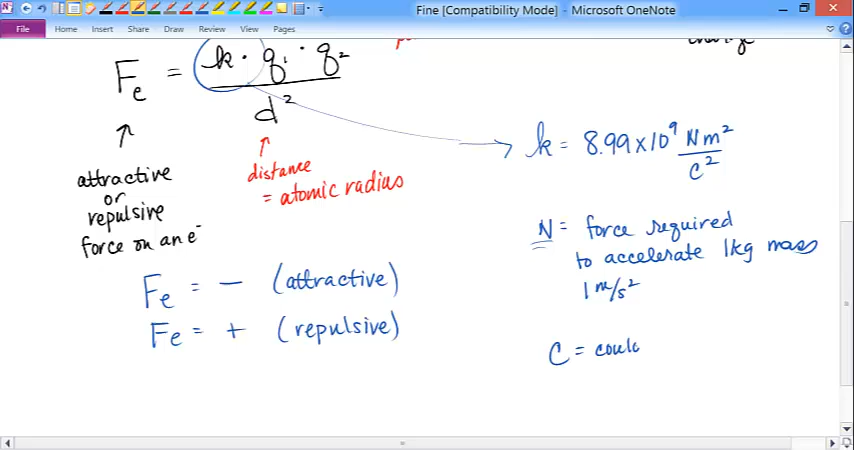 Fine [Compatibility Mode] - Microsoft OneNote
File Home Insert Share Draw Review View Pages
Fₑ = k · q₁ · q₂
d²
k = 8.99 × 10⁹ Nm²
C²
attractive
or
repulsive
force on an e⁻
distance
= atomic radius
N = force required
to accelerate 1kg mass
1 m/s²
Fₑ = − (attractive)
Fₑ = + (repulsive)
C = coulo